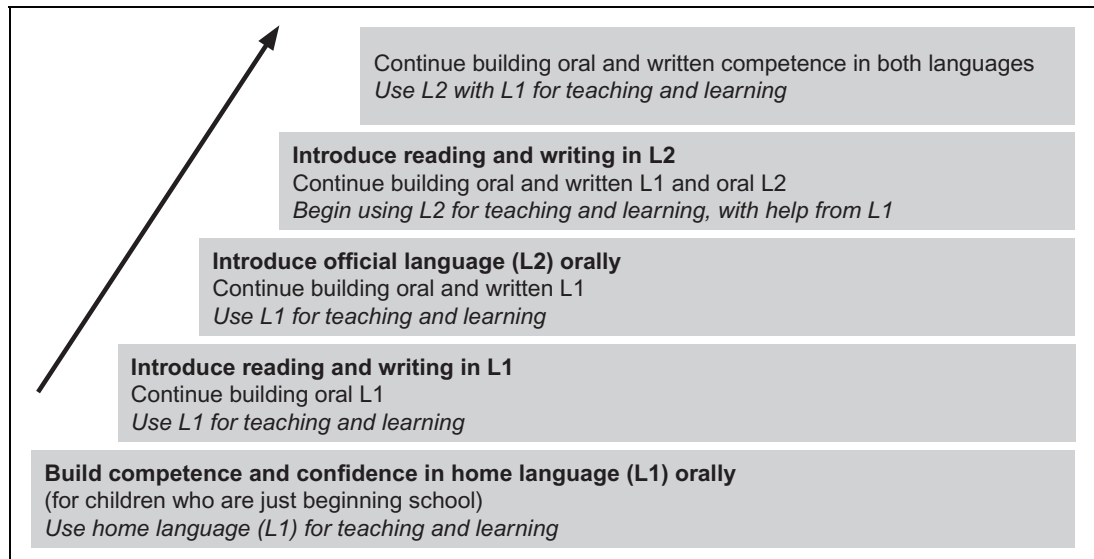 Continue building oral and written competence in both languages
Use L2 with L1 for teaching and learning
Introduce reading and writing in L2
Continue building oral and written L1 and oral L2
Begin using L2 for teaching and learning, with help from L1
Introduce official language (L2) orally
Continue building oral and written L1
Use L1 for teaching and learning
Introduce reading and writing in L1
Continue building oral L1
Use L1 for teaching and learning
Build competence and confidence in home language (L1) orally
(for children who are just beginning school)
Use home language (L1) for teaching and learning